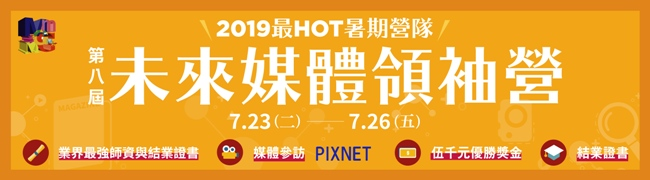 2019最HOT暑期營隊
第八屆
未來媒體領袖營
7.23(二)——7.26(五)
業界最強師資與結業證書 媒體參訪 PIXNET 伍千元優勝獎金 結業證書